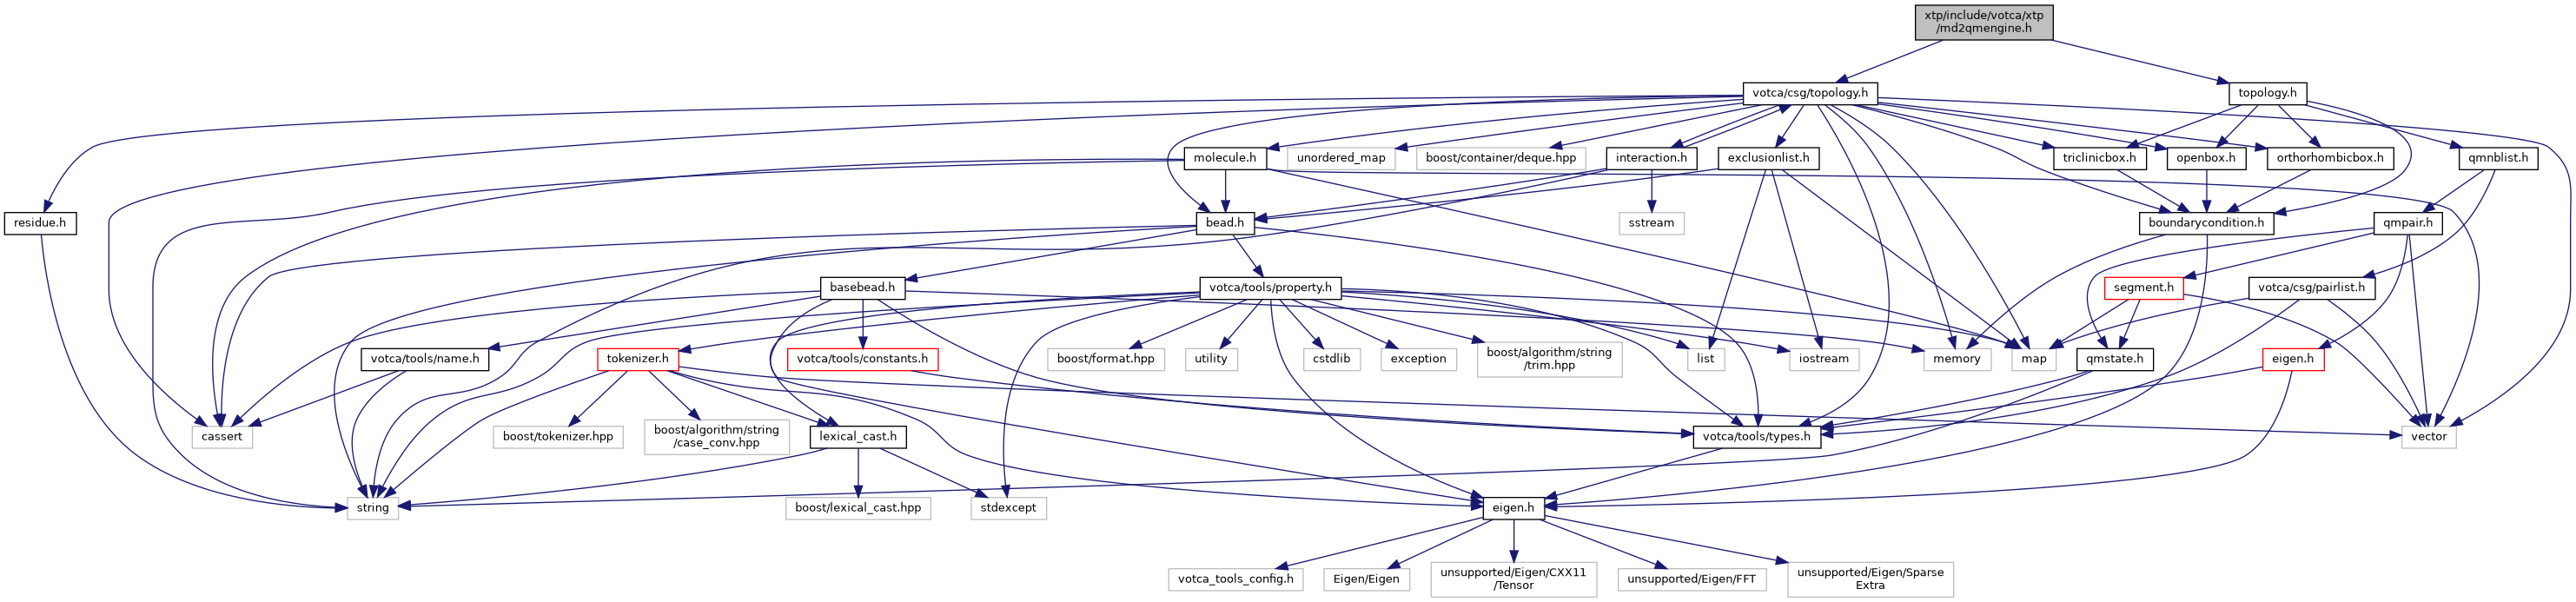 xtp/include/votca/xtp
/md2qmengine.h
votca/csg/topology.h
topology.h
molecule.h
unordered_map
boost/container/deque.hpp
interaction.h
exclusionlist.h
triclinicbox.h
openbox.h
orthorhombicbox.h
qmnblist.h
residue.h
bead.h
sstream
boundarycondition.h
qmpair.h
basebead.h
votca/tools/property.h
segment.h
votca/csg/pairlist.h
votca/tools/name.h
tokenizer.h
votca/tools/constants.h
boost/format.hpp
utility
cstdlib
exception
boost/algorithm/string
/trim.hpp
list
iostream
memory
map
qmstate.h
eigen.h
cassert
boost/tokenizer.hpp
boost/algorithm/string
/case_conv.hpp
lexical_cast.h
votca/tools/types.h
vector
string
boost/lexical_cast.hpp
stdexcept
eigen.h
votca_tools_config.h
Eigen/Eigen
unsupported/Eigen/CXX11
/Tensor
unsupported/Eigen/FFT
unsupported/Eigen/Sparse
Extra